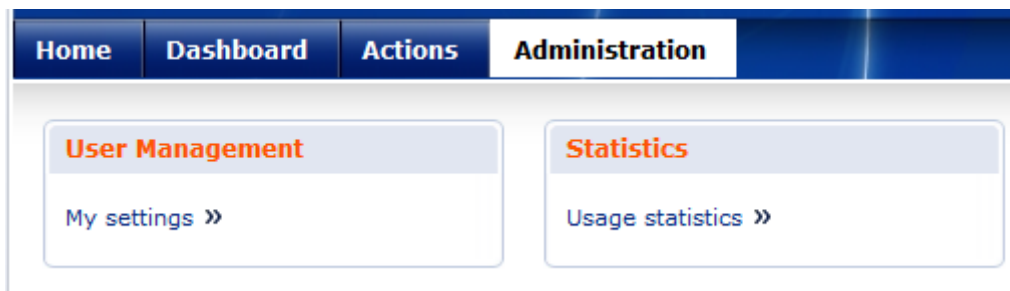 Home Dashboard Actions Administration
User Management
My settings »
Statistics
Usage statistics »